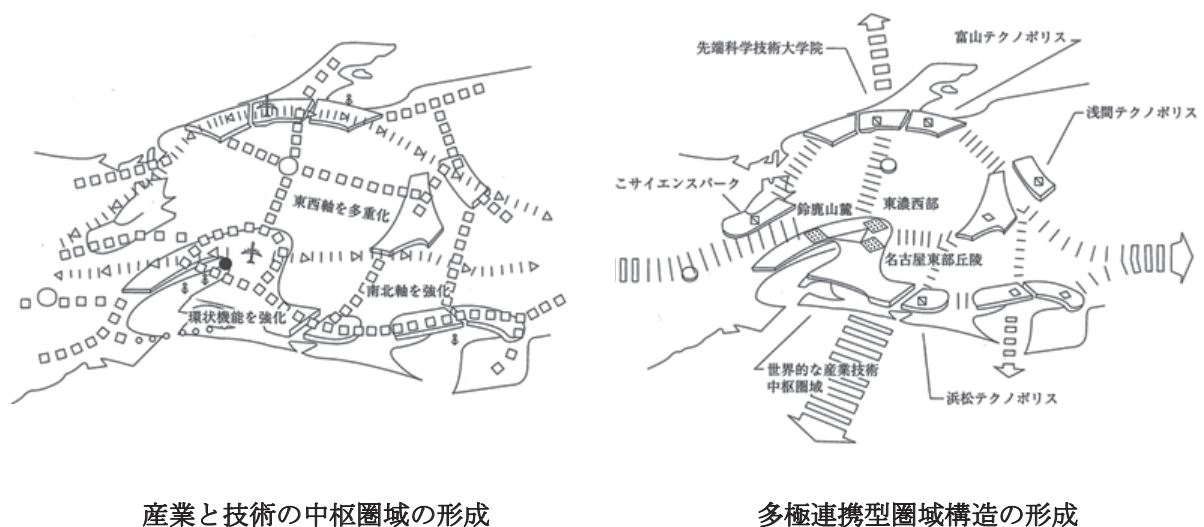 東西軸を多重化
南北軸を強化
環状機能を強化
産業と技術の中枢圏域の形成
先端科学技術大学院
富山テクノポリス
浅間テクノポリス
こサイエンスパーク
鈴鹿山麓
東濃西部
名古屋東部丘陵
世界的な産業技術
中枢圏域
浜松テクノポリス
多極連携型圏域構造の形成